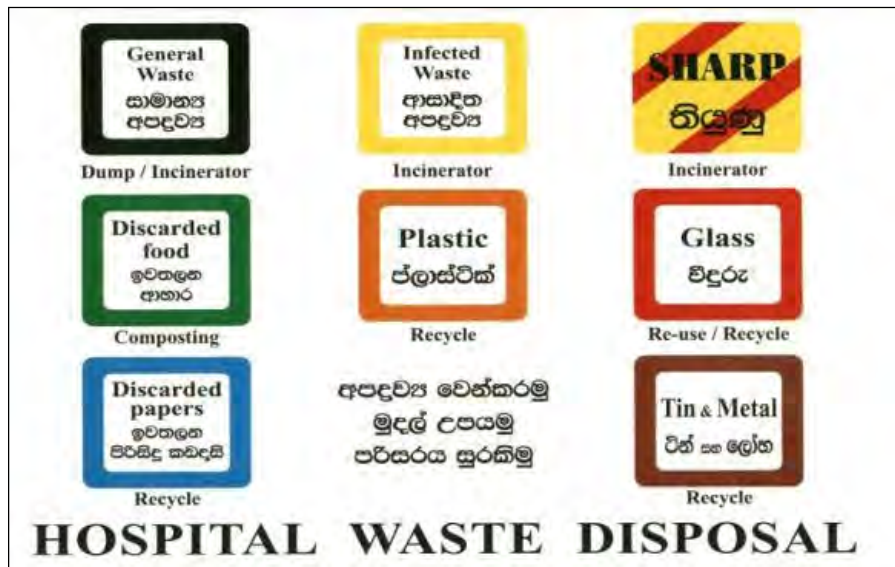 General
Waste
සාමාන්‍ය
අපද්‍රව්‍ය
Dump / Incinerator
Infected
Waste
ආසාදිත
අපද්‍රව්‍ය
Incinerator
SHARP
තියුණු
Incinerator
Discarded
food
ඉවතලන
ආහාර
Composting
Plastic
ප්ලාස්ටික්
Recycle
Glass
වීදුරු
Re-use / Recycle
Discarded
papers
ඉවතලන
පිරිසිදු කඩදාසි
Recycle
අපද්‍රව්‍ය වෙන්කරමු
මුදල් උපයමු
පරිසරය සුරකිමු
Tin & Metal
ටින් සහ ලෝහ
Recycle
HOSPITAL WASTE DISPOSAL